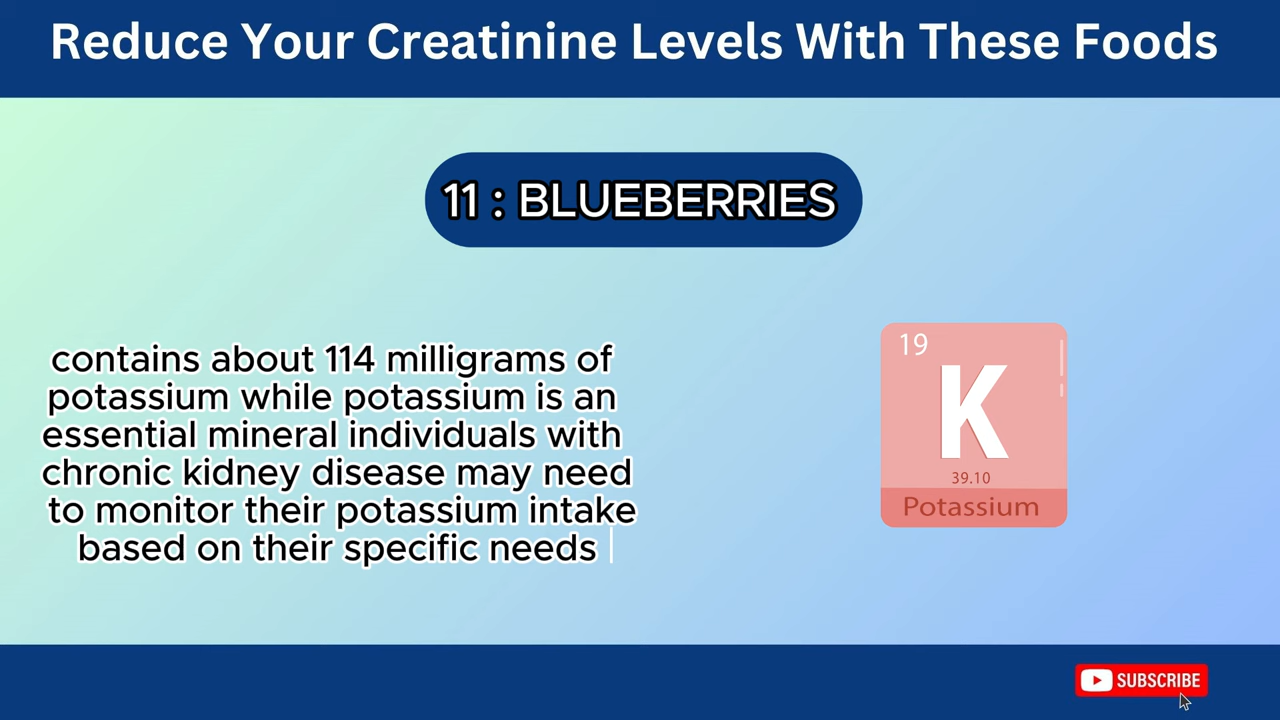 Reduce Your Creatinine Levels With These Foods
11 : BLUEBERRIES
contains about 114 milligrams of
potassium while potassium is an
essential mineral individuals with
chronic kidney disease may need
to monitor their potassium intake
based on their specific needs
19
K
39.10
Potassium
SUBSCRIBE